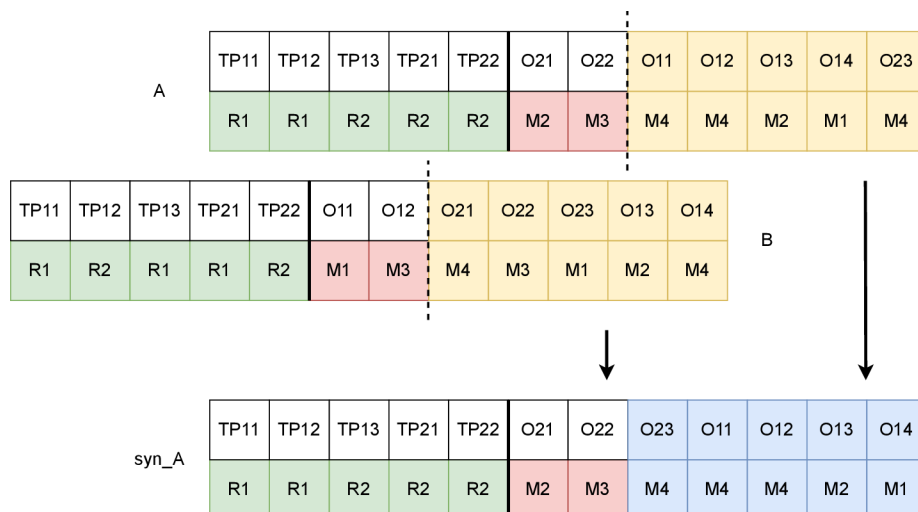 TP11 TP12 TP13 TP21 TP22 O21 O22 O11 O12 O13 O14 O23
A
R1 R1 R2 R2 R2 M2 M3 M4 M4 M2 M1 M4
TP11 TP12 TP13 TP21 TP22 O11 O12 O21 O22 O23 O13 O14
B
R1 R2 R1 R1 R2 M1 M3 M4 M3 M1 M2 M4
TP11 TP12 TP13 TP21 TP22 O21 O22 O23 O11 O12 O13 O14
syn_A
R1 R1 R2 R2 R2 M2 M3 M4 M4 M4 M2 M1